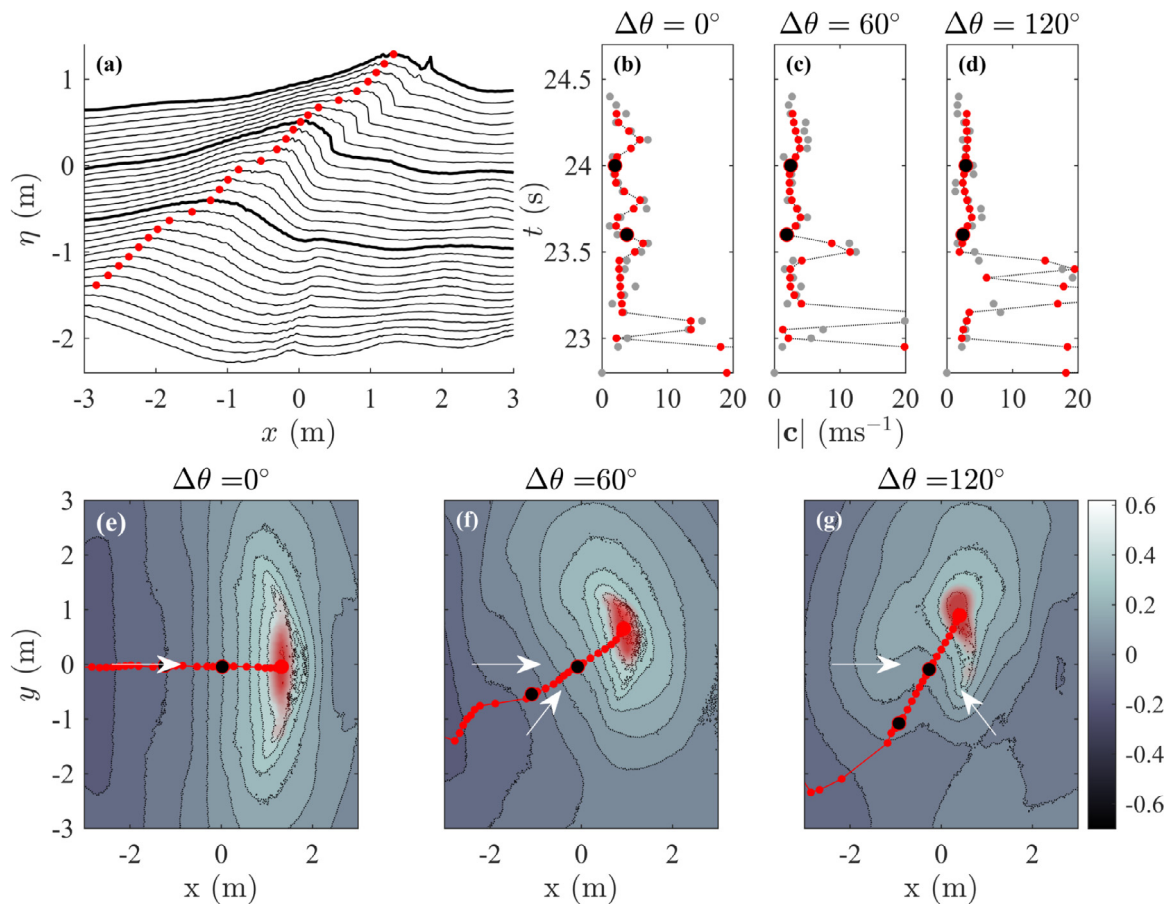 Δθ = 0° Δθ = 60° Δθ = 120°
(a) (b) (c) (d)
1
0
-1
-2
η (m)
-3 -2 -1 0 1 2 3
x (m)
24.5
24
23.5
23
t (s)
0 10 20 0 10 20 0 10 20
|c| (ms⁻¹)
Δθ =0° Δθ =60° Δθ =120°
(e) (f) (g)
3
2
1
0
-1
-2
-3
y (m)
-2 0 2 -2 0 2 -2 0 2
x (m) x (m) x (m)
0.6
0.4
0.2
0
-0.2
-0.4
-0.6